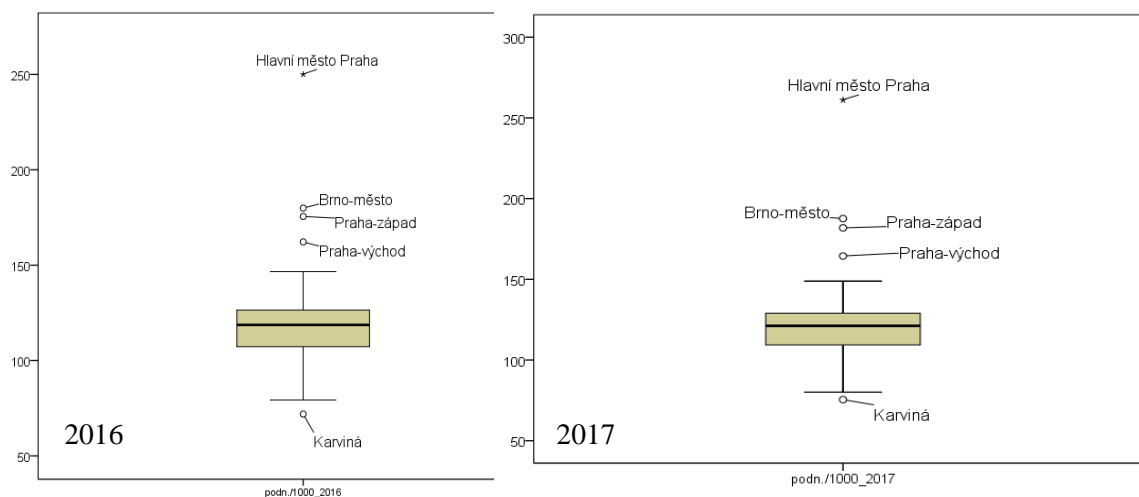 250
200
150
100
50
Hlavní město Praha
Brno-město
Praha-západ
Praha-východ
Karviná
2016
podn./1000_2016
300
250
200
150
100
50
Hlavní město Praha
Brno-město
Praha-západ
Praha-východ
Karviná
2017
podn./1000_2017